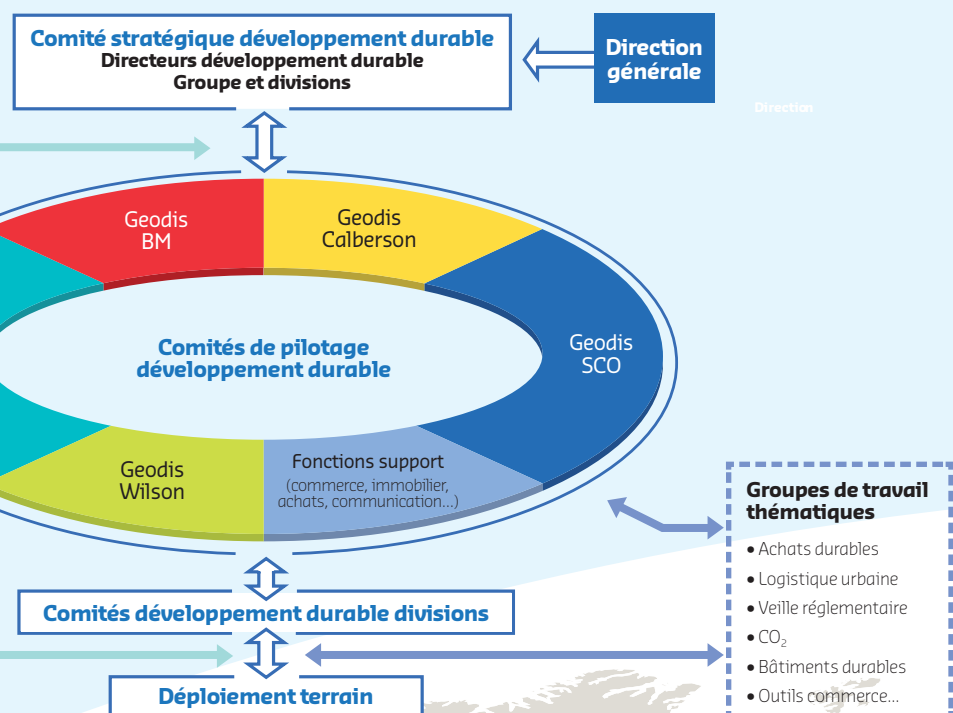 Comité stratégique développement durable
Directeurs développement durable
Groupe et divisions
Direction
générale
Direction
Geodis
BM
Geodis
Calberson
Geodis
SCO
Comités de pilotage
développement durable
Geodis
Wilson
Fonctions support
(commerce, immobilier,
achats, communication...)
Groupes de travail
thématiques
• Achats durables
• Logistique urbaine
• Veille réglementaire
• CO₂
• Bâtiments durables
• Outils commerce...
Comités développement durable divisions
Déploiement terrain